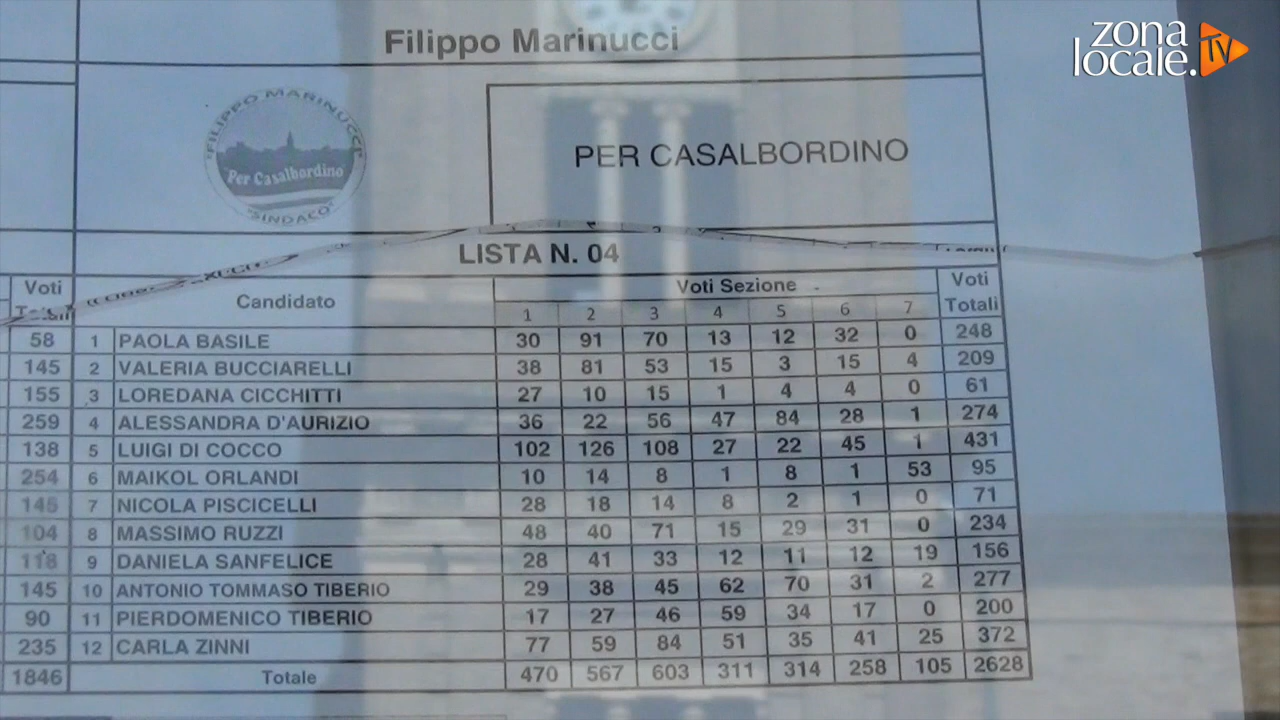 zona
locale.TV
Filippo Marinucci
"FILIPPO MARINUCCI
Per Casalbordino
"SINDACO"
PER CASALBORDINO
LISTA N. 04
Voti Candidato Voti Sezione Voti
1 2 3 4 5 6 7 Totali
58 1 PAOLA BASILE 30 91 70 13 12 32 0 248
145 2 VALERIA BUCCIARELLI 38 81 53 15 3 15 4 209
155 3 LOREDANA CICCHITTI 27 10 15 1 4 4 0 61
259 4 ALESSANDRA D'AURIZIO 36 22 56 47 84 28 1 274
138 5 LUIGI DI COCCO 102 126 108 27 22 45 1 431
254 6 MAIKOL ORLANDI 10 14 8 1 8 1 53 95
145 7 NICOLA PISCICELLI 28 18 14 8 2 1 0 71
104 8 MASSIMO RUZZI 48 40 71 15 29 31 0 234
118 9 DANIELA SANFELICE 28 41 33 12 11 12 19 156
145 10 ANTONIO TOMMASO TIBERIO 29 38 45 62 70 31 2 277
90 11 PIERDOMENICO TIBERIO 17 27 46 59 34 17 0 200
235 12 CARLA ZINNI 77 59 84 51 35 41 25 372
1846 Totale 470 567 603 311 314 258 105 2628